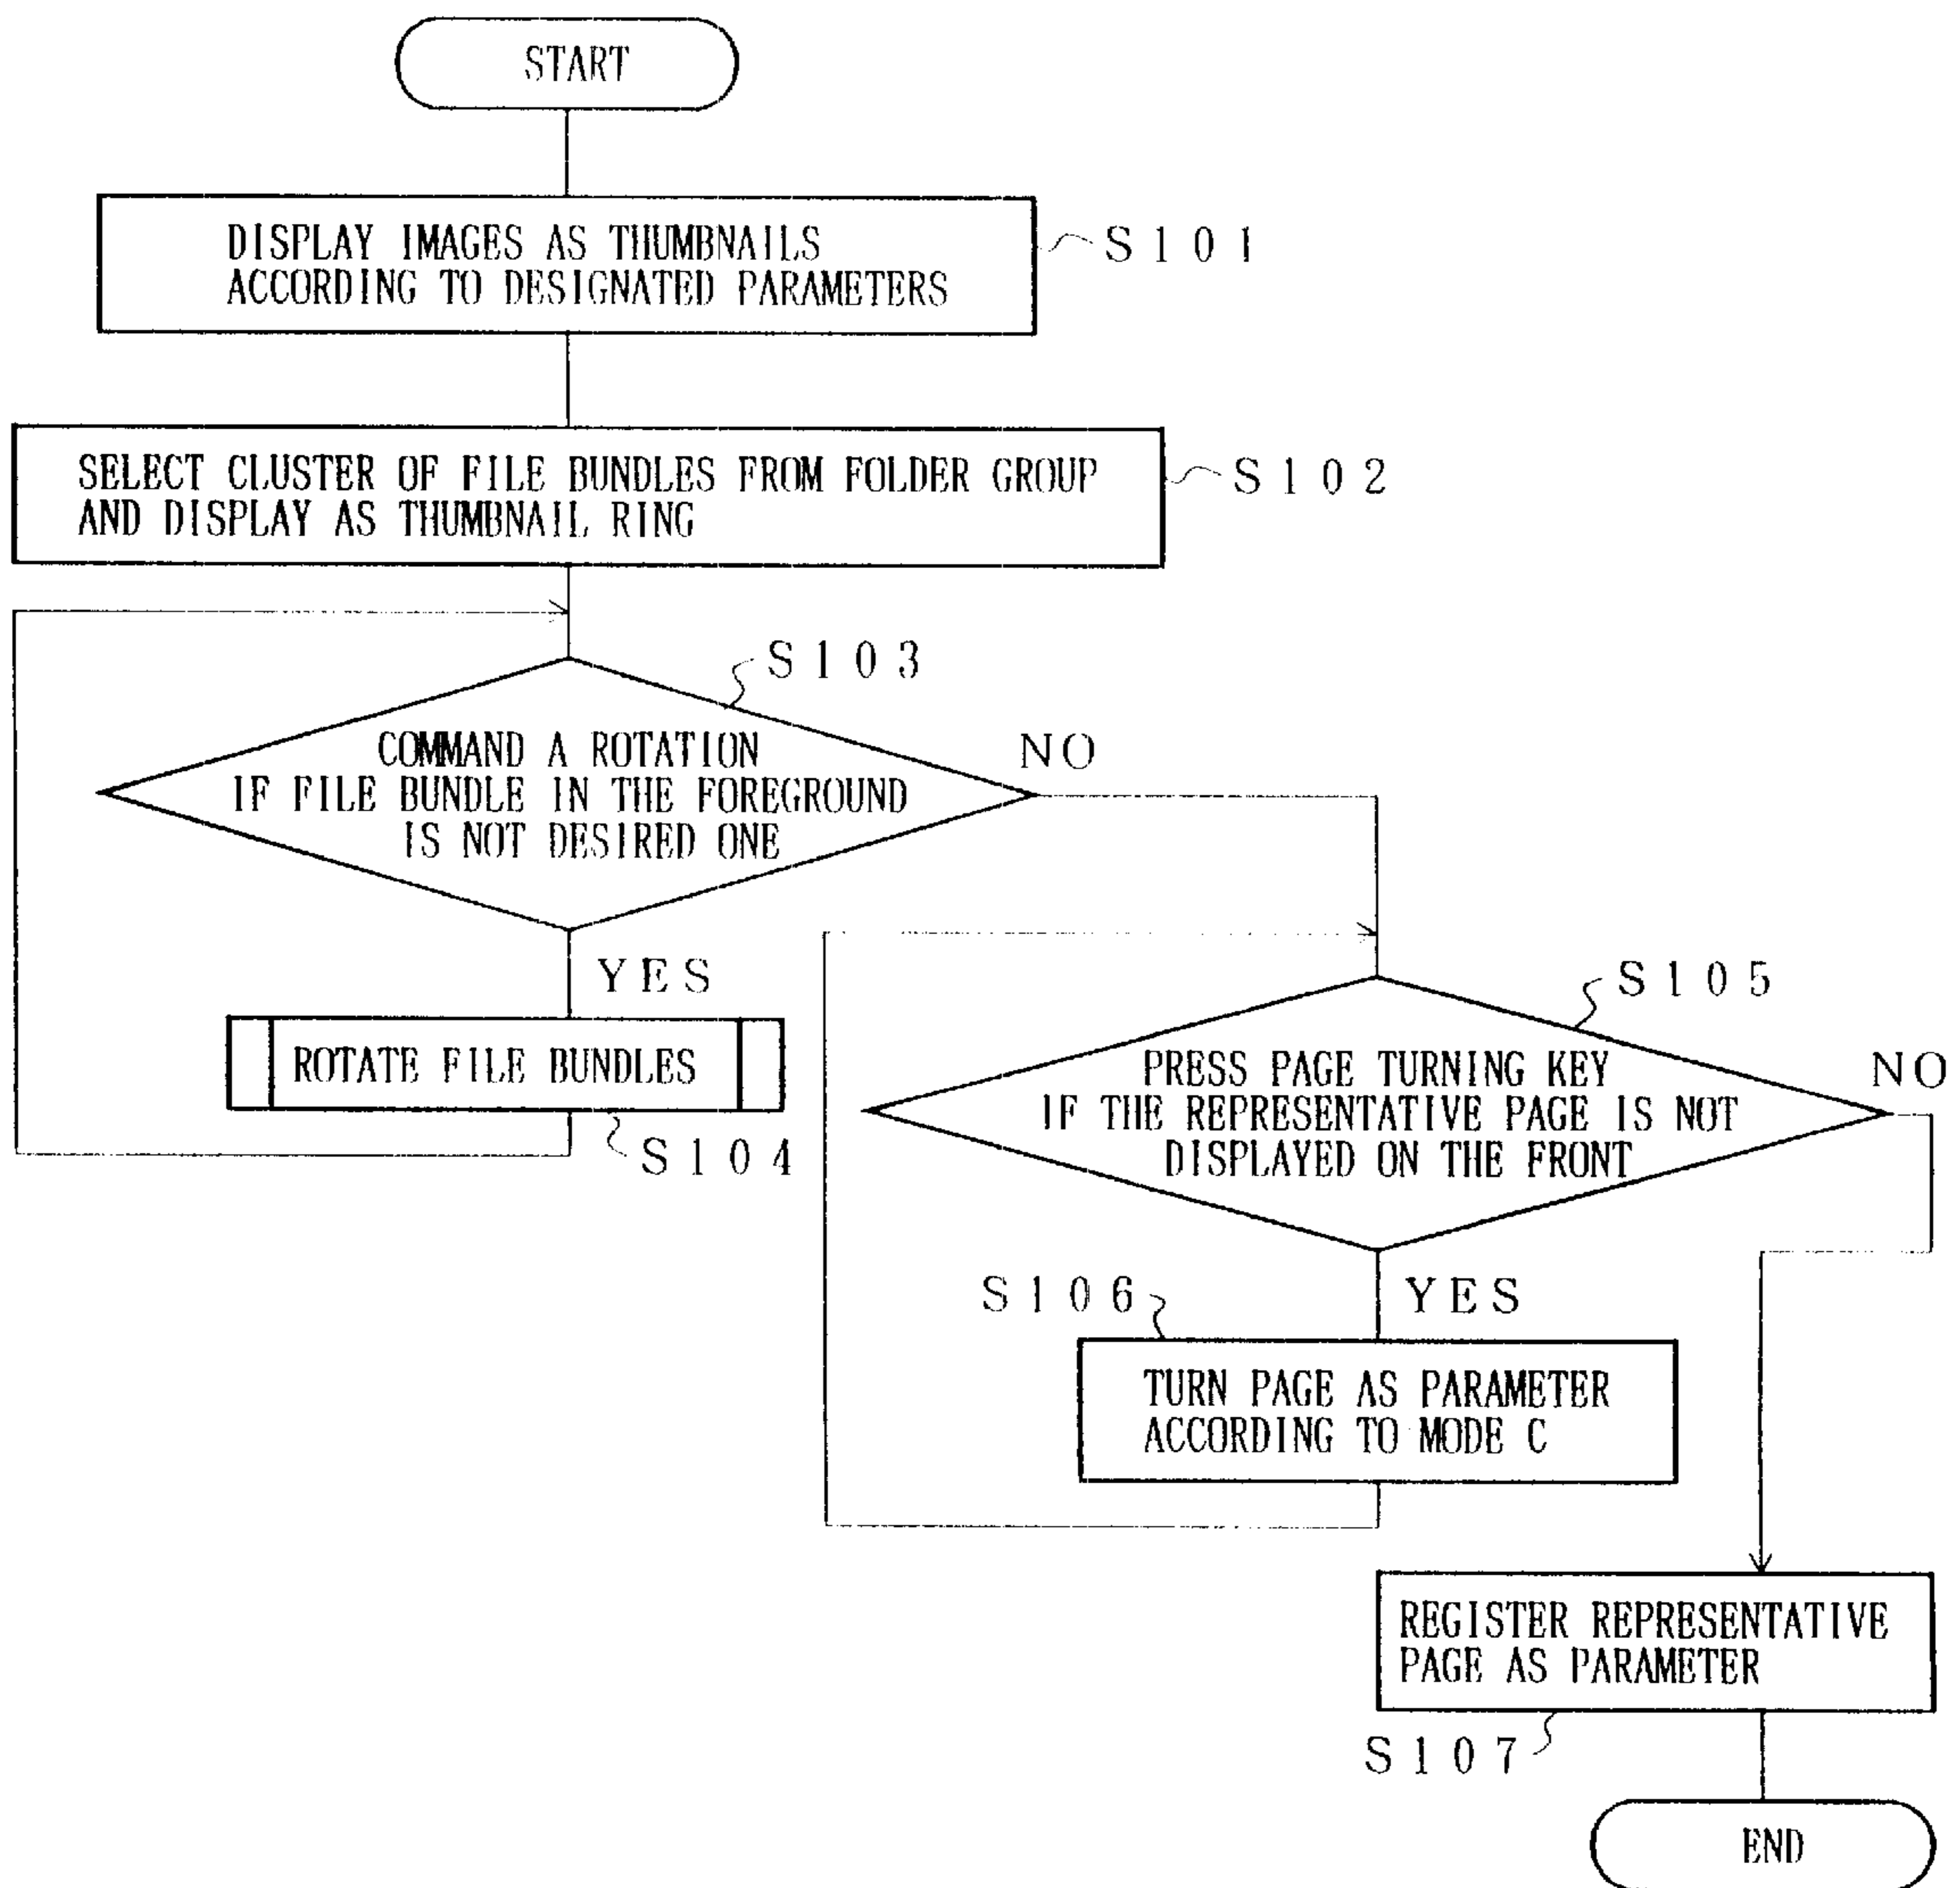 START
DISPLAY IMAGES AS THUMBNAILS
ACCORDING TO DESIGNATED PARAMETERS
S101
SELECT CLUSTER OF FILE BUNDLES FROM FOLDER GROUP
AND DISPLAY AS THUMBNAIL RING
S102
S103
COMMAND A ROTATION
IF FILE BUNDLE IN THE FOREGROUND
IS NOT DESIRED ONE
NO
YES
ROTATE FILE BUNDLES
S104
S105
PRESS PAGE TURNING KEY
IF THE REPRESENTATIVE PAGE IS NOT
DISPLAYED ON THE FRONT
NO
S106
YES
TURN PAGE AS PARAMETER
ACCORDING TO MODE C
REGISTER REPRESENTATIVE
PAGE AS PARAMETER
S107
END